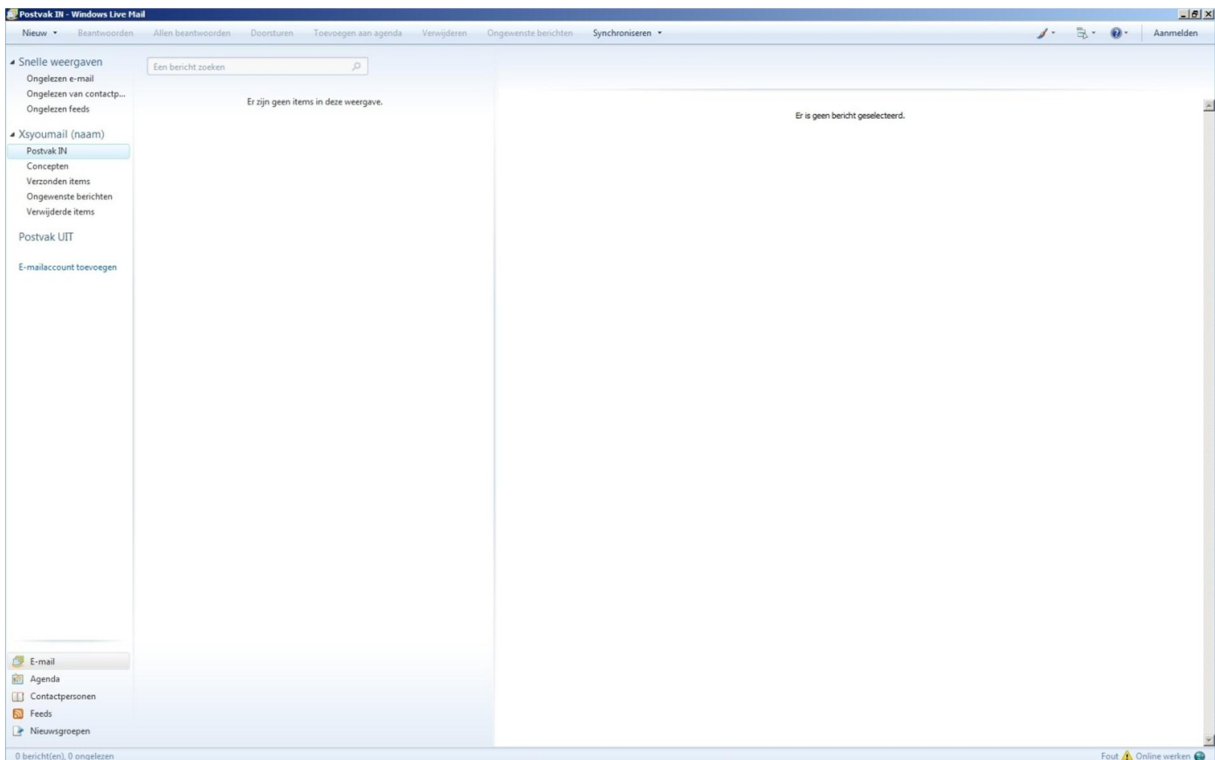 Postvak IN - Windows Live Mail
Nieuw Beantwoorden Allen beantwoorden Doorsturen Toevoegen aan agenda Verwijderen Ongewenste berichten Synchroniseren Aanmelden
Snelle weergaven
Ongelezen e-mail
Ongelezen van contactp...
Ongelezen feeds
Xsyoumail (naam)
Postvak IN
Concepten
Verzonden items
Ongewenste berichten
Verwijderde items
Postvak UIT
E-mailaccount toevoegen
Een bericht zoeken
Er zijn geen items in deze weergave.
Er is geen bericht geselecteerd.
E-mail
Agenda
Contactpersonen
Feeds
Nieuwsgroepen
0 bericht(en), 0 ongelezen
Fout Online werken